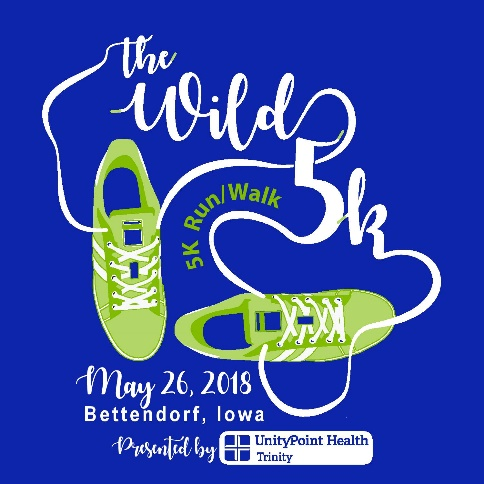 the
Wild
5k
5K Run/Walk
May 26, 2018
Bettendorf, Iowa
Presented by UnityPoint Health
Trinity